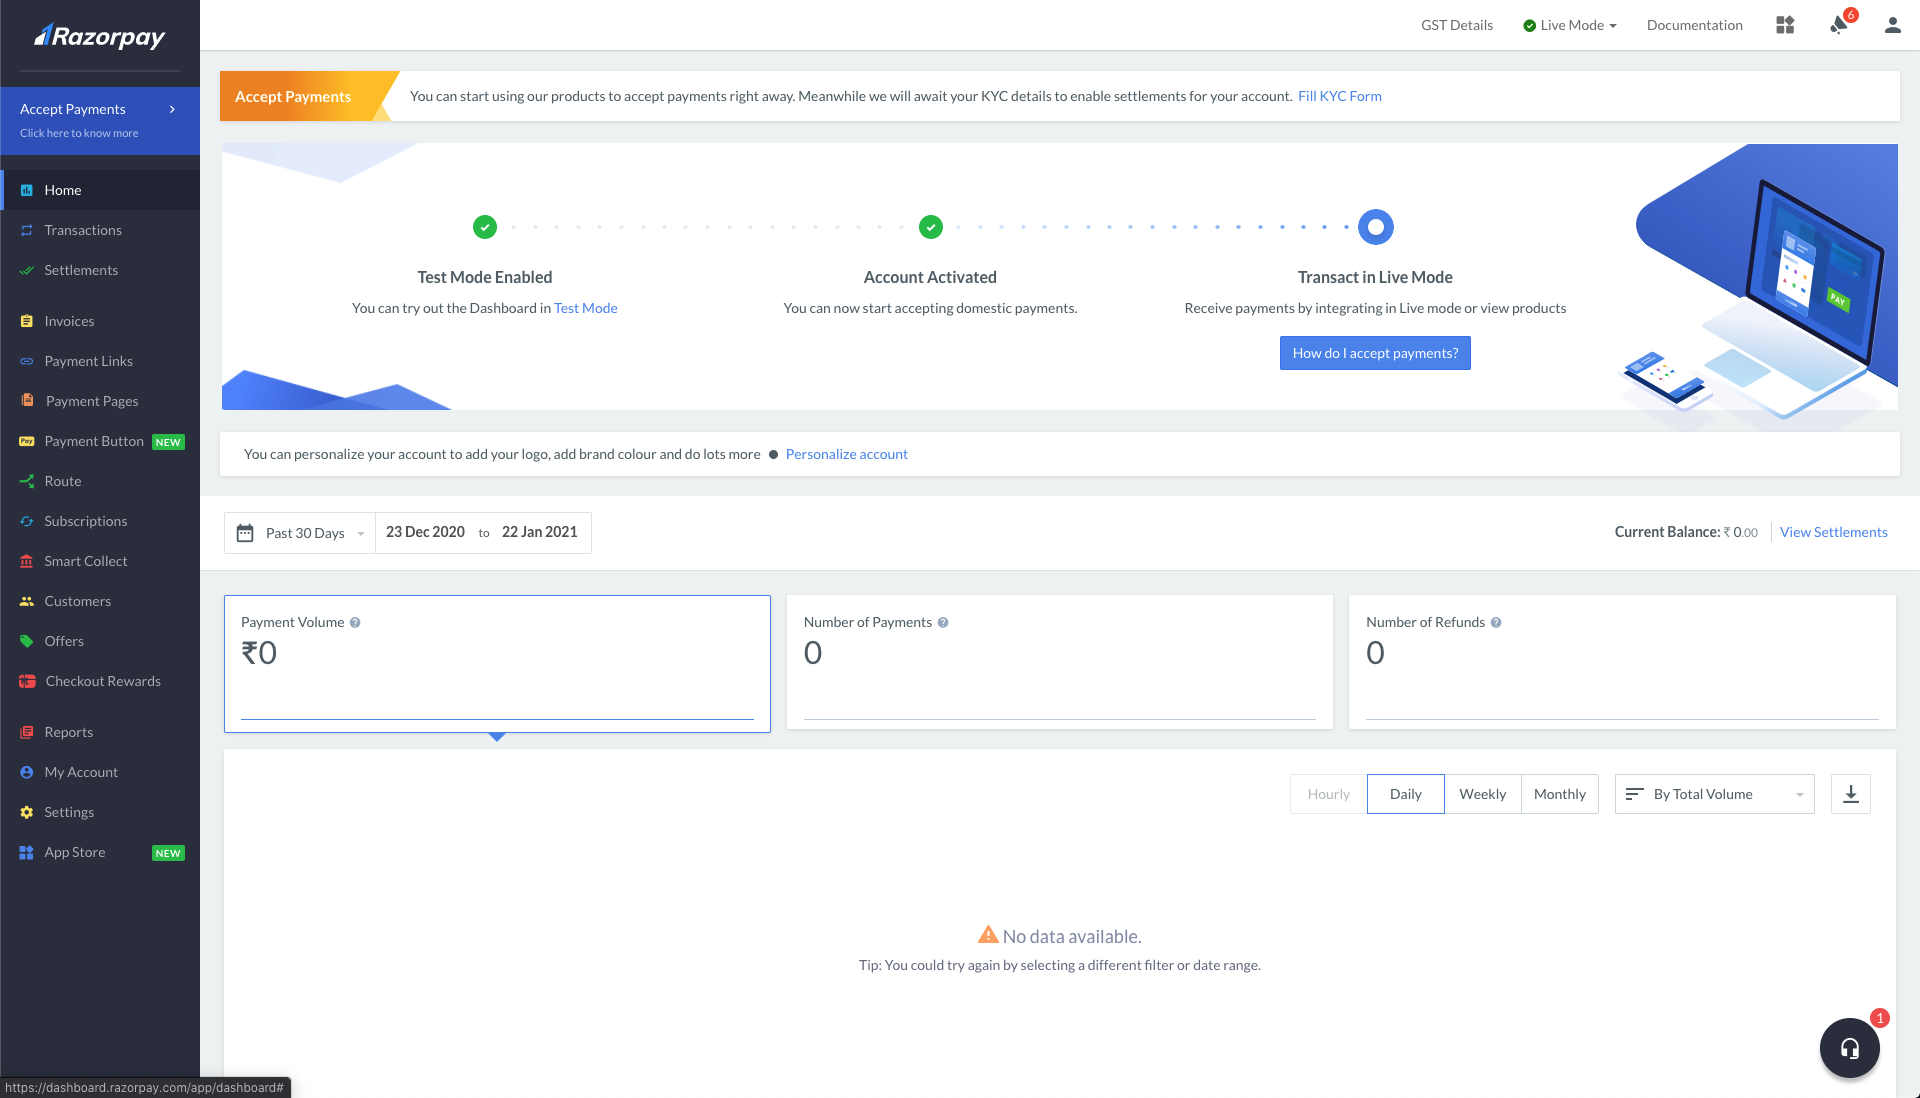 Razorpay
GST Details
Live Mode
Documentation
6
Accept Payments
Click here to know more
Home
Transactions
Settlements
Invoices
Payment Links
Payment Pages
Pay
Payment Button NEW
Route
Subscriptions
Smart Collect
Customers
Offers
Checkout Rewards
Reports
My Account
Settings
App Store NEW
Accept Payments
You can start using our products to accept payments right away. Meanwhile we will await your KYC details to enable settlements for your account. Fill KYC Form
Test Mode Enabled
You can try out the Dashboard in Test Mode
Account Activated
You can now start accepting domestic payments.
Transact in Live Mode
Receive payments by integrating in Live mode or view products
How do I accept payments?
PAY
You can personalize your account to add your logo, add brand colour and do lots more ● Personalize account
Past 30 Days
23 Dec 2020 to 22 Jan 2021
Current Balance: ₹ 0.00
View Settlements
Payment Volume ?
₹0
Number of Payments ?
0
Number of Refunds ?
0
Hourly
Daily
Weekly
Monthly
By Total Volume
No data available.
Tip: You could try again by selecting a different filter or date range.
1
https://dashboard.razorpay.com/app/dashboard#